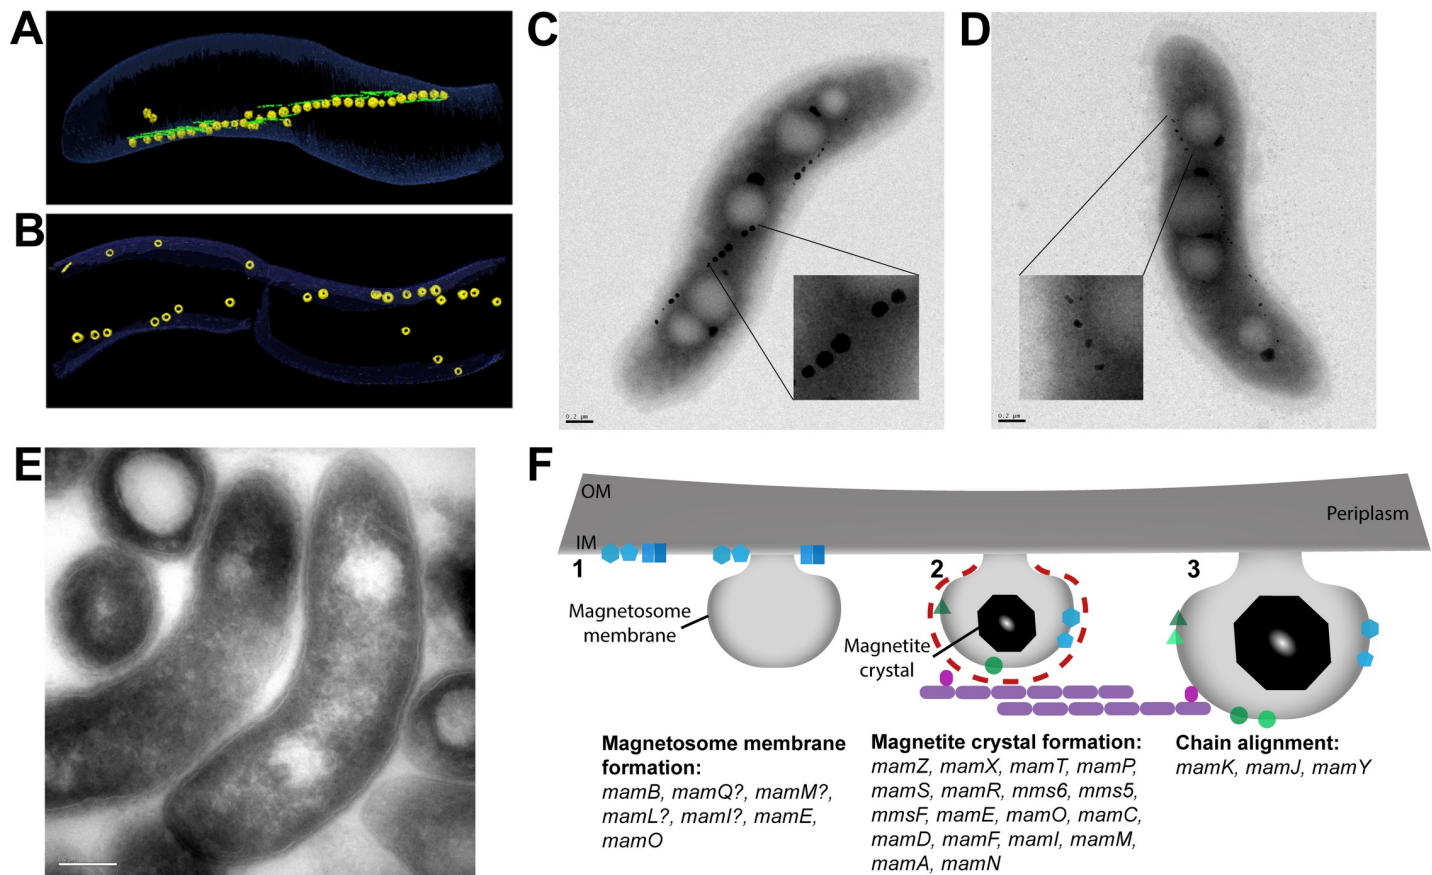 A
B
C
0.2 µm
D
0.2 µm
E
F
OM
Periplasm
IM
1
2
3
Magnetosome
membrane
Magnetite
crystal
Magnetosome membrane
formation:
mamB, mamQ?, mamM?,
mamL?, mamI?, mamE,
mamO
Magnetite crystal formation:
mamZ, mamX, mamT, mamP,
mamS, mamR, mms6, mms5,
mmsF, mamE, mamO, mamC,
mamD, mamF, mamI, mamM,
mamA, mamN
Chain alignment:
mamK, mamJ, mamY